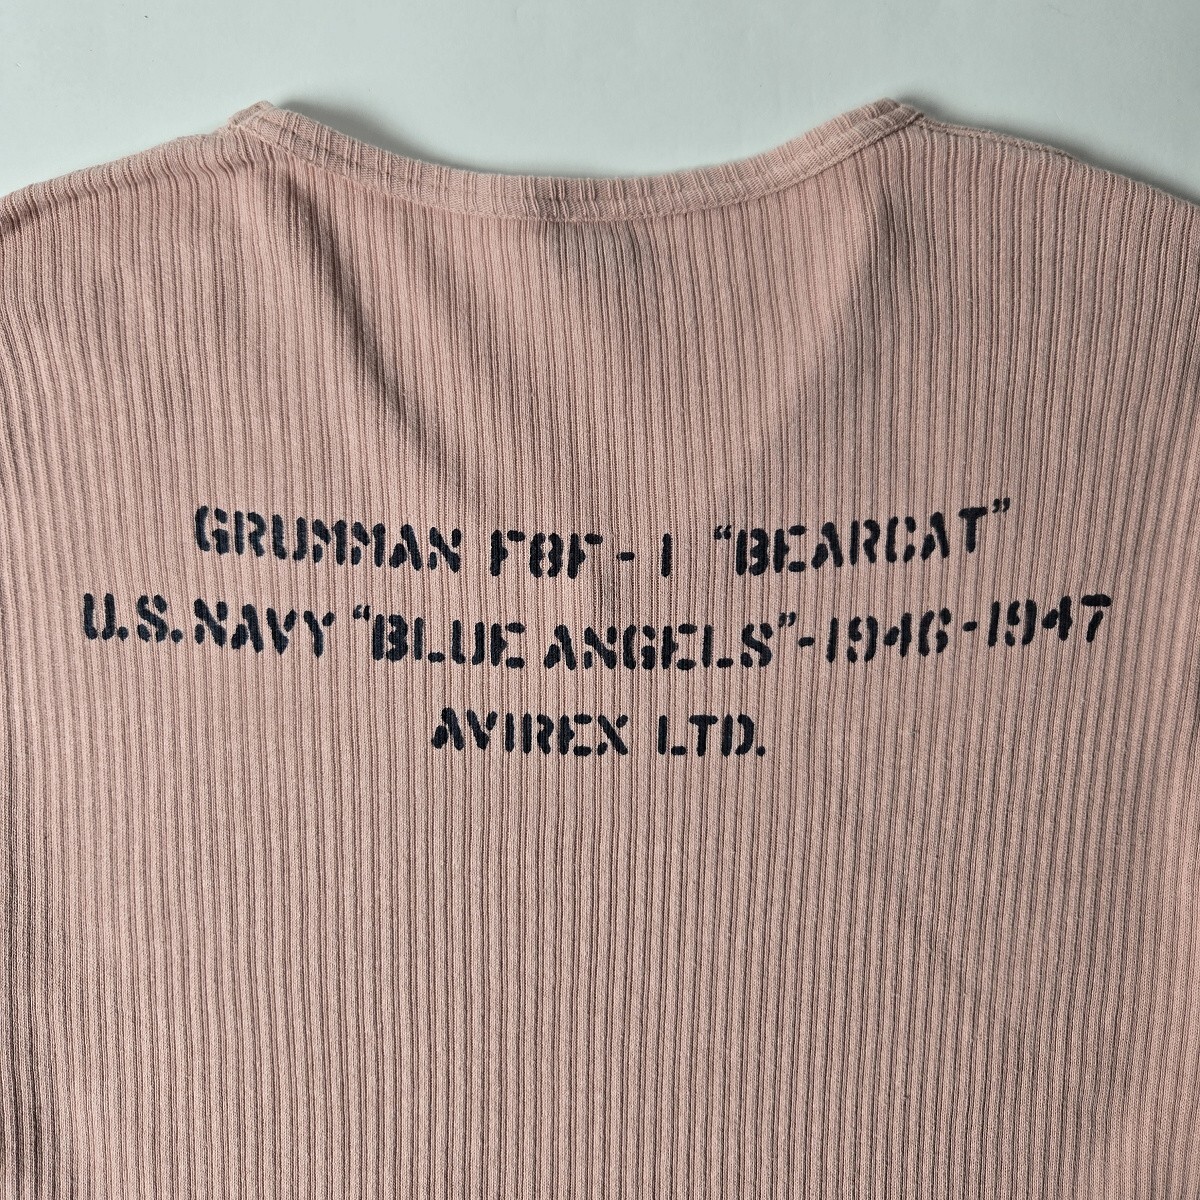 GRUMMAN F8F-1 “BEARCAT”
U.S. NAVY “BLUE ANGELS”-1946-1947
AVIREX LTD.